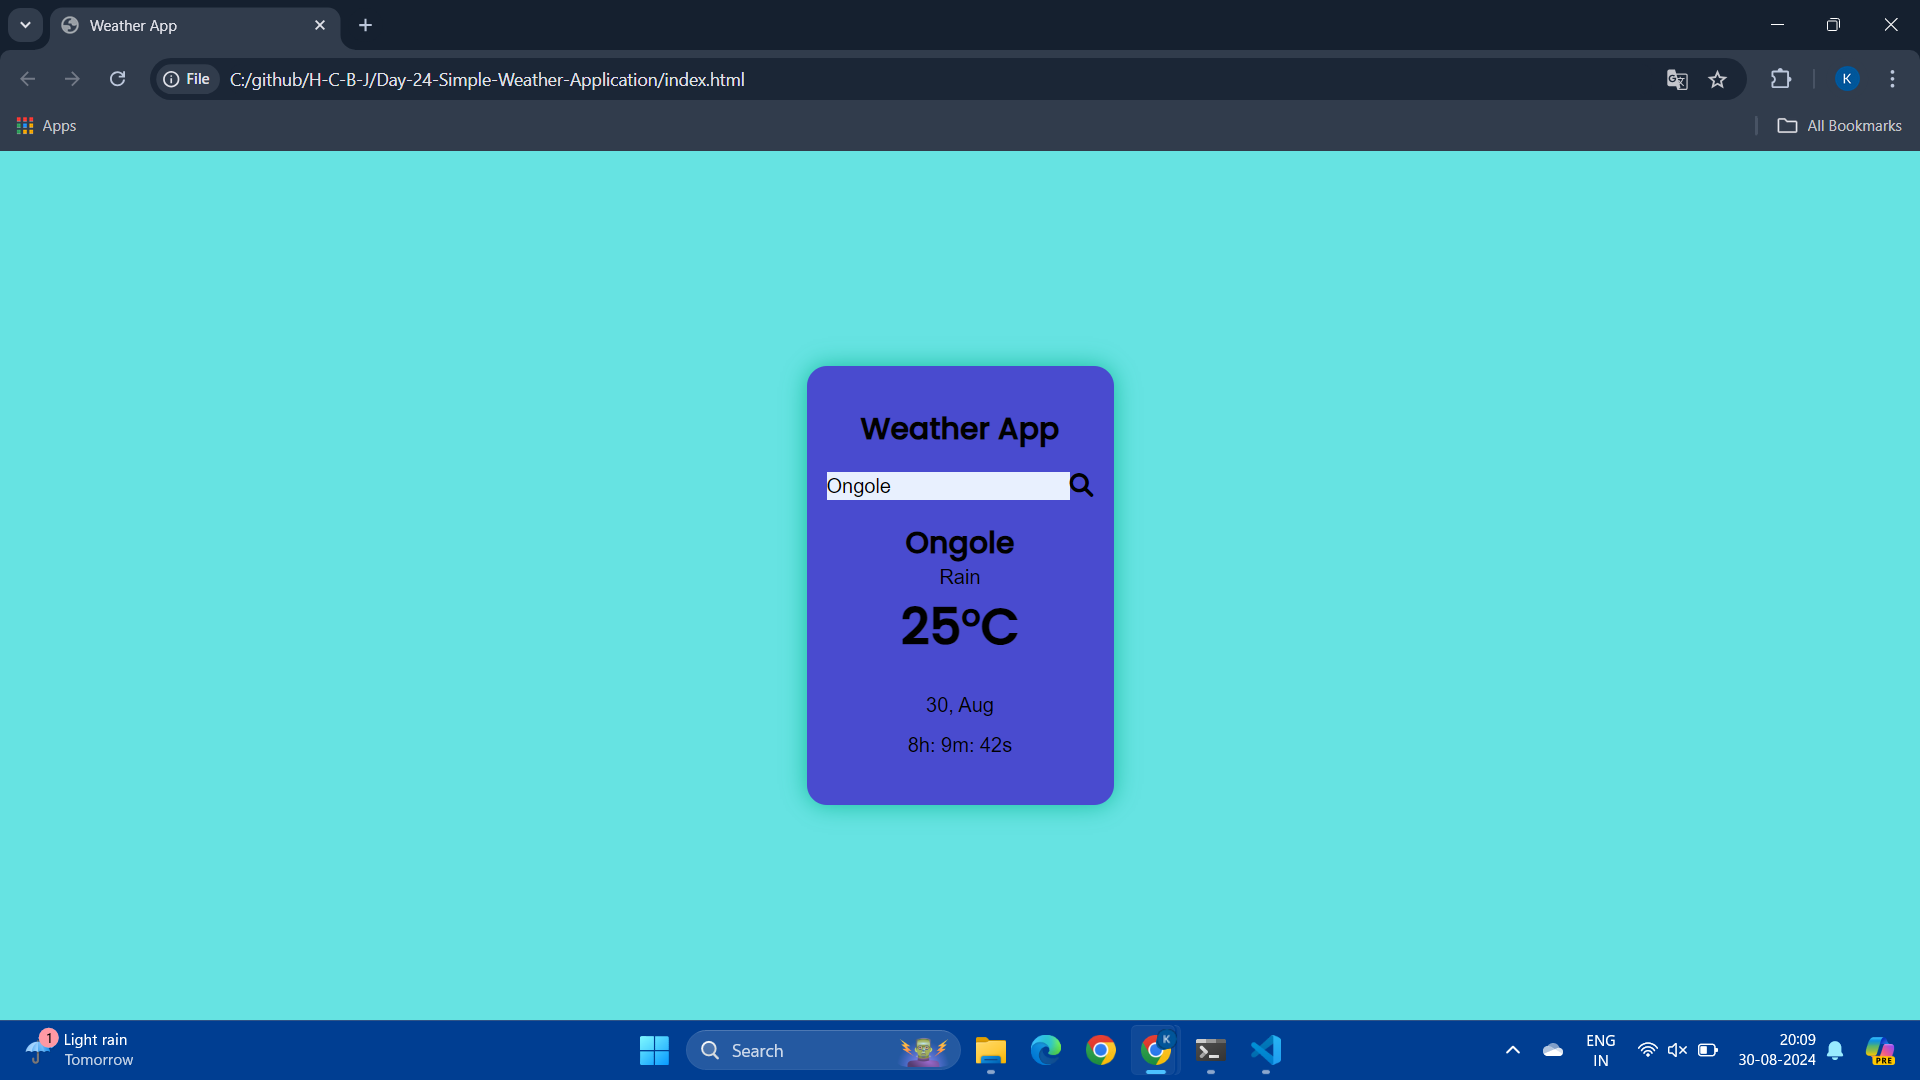 Weather App
File C:/github/H-C-B-J/Day-24-Simple-Weather-Application/index.html
K
Apps
All Bookmarks
Weather App
Ongole
Ongole
Rain
25°C
30, Aug
8h: 9m: 42s
1
Light rain
Tomorrow
Search
K
ENG
IN
20:09
30-08-2024
PRE